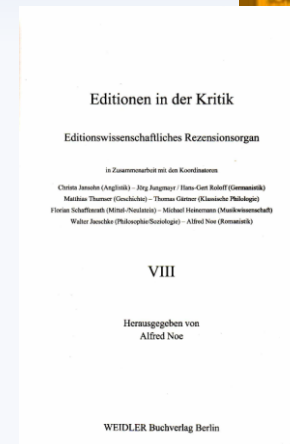 Editionen in der Kritik
Editionswissenschaftliches Rezensionsorgan
in Zusammenarbeit mit den Koordinatoren
Christa Jansohn (Anglistik) – Jörg Jungmayr / Hans-Gert Roloff (Germanistik)
Matthias Thumser (Geschichte) – Thomas Gärtner (Klassische Philologie)
Florian Schaffenrath (Mittel-/Neulatein) – Michael Heinemann (Musikwissenschaft)
Walter Jaeschke (Philosophie/Soziologie) – Alfred Noe (Romanistik)
VIII
Herausgegeben von
Alfred Noe
WEIDLER Buchverlag Berlin